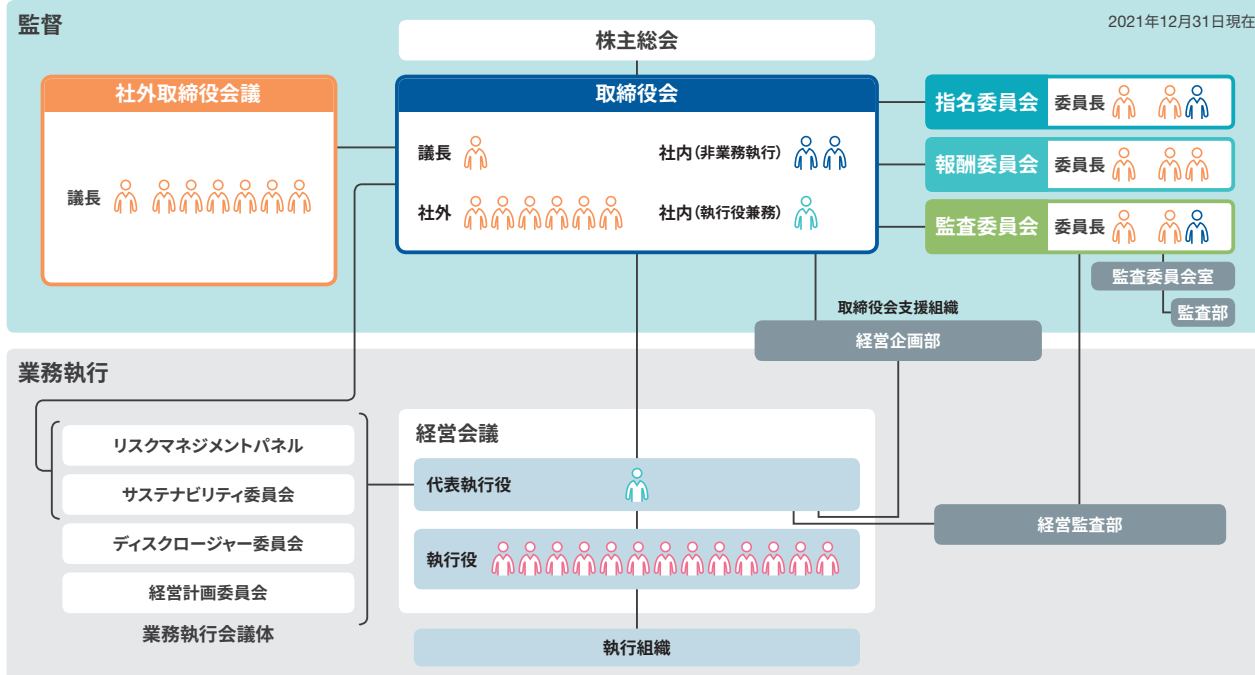 監督
2021年12月31日現在
株主総会
社外取締役会議
議長
取締役会
議長
社内(非業務執行)
社外
社内(執行役兼務)
指名委員会 委員長
報酬委員会 委員長
監査委員会 委員長
監査委員会室
監査部
取締役会支援組織
経営企画部
業務執行
リスクマネジメントパネル
サステナビリティ委員会
ディスクロージャー委員会
経営計画委員会
業務執行会議体
経営会議
代表執行役
執行役
執行組織
経営監査部